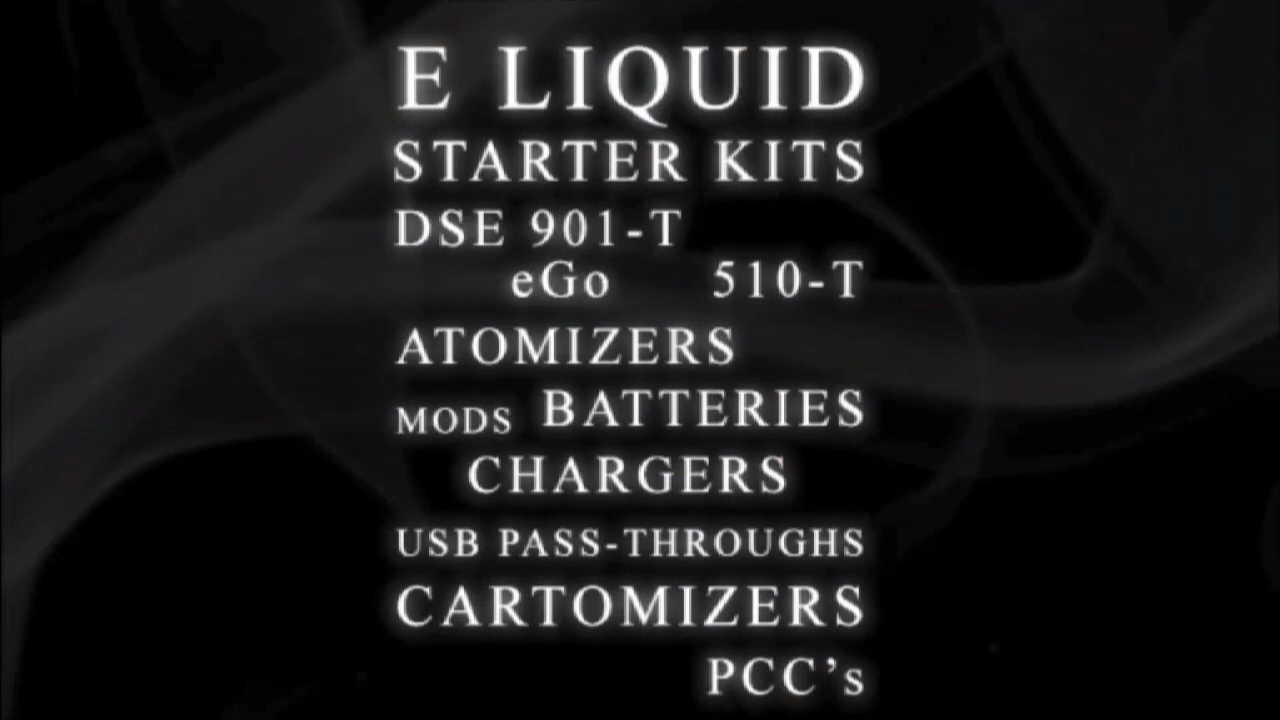 E LIQUID
STARTER KITS
DSE 901-T
eGo 510-T
ATOMIZERS
MODS BATTERIES
CHARGERS
USB PASS-THROUGHS
CARTOMIZERS
PCC's